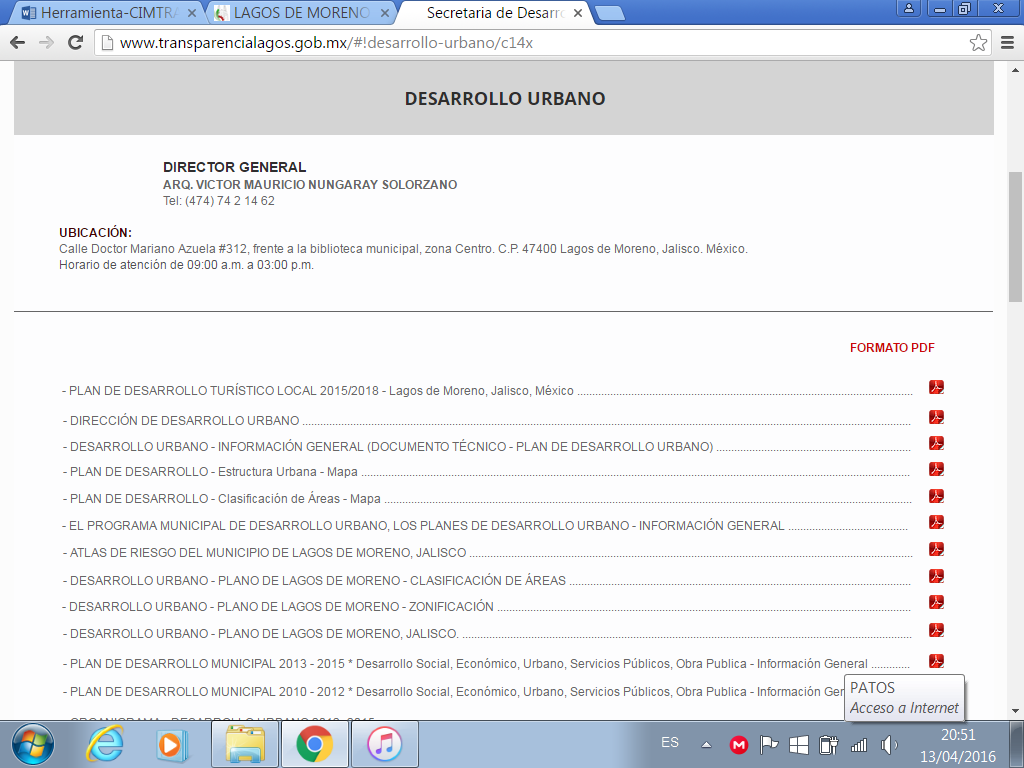 Herramienta-CIMTRA
LAGOS DE MORENO
Secretaria de Desarro
www.transparencialagos.gob.mx/#!desarrollo-urbano/c14x
DESARROLLO URBANO
DIRECTOR GENERAL
ARQ. VICTOR MAURICIO NUNGARAY SOLORZANO
Tel: (474) 74 2 14 62
UBICACIÓN:
Calle Doctor Mariano Azuela #312, frente a la biblioteca municipal, zona Centro. C.P. 47400 Lagos de Moreno, Jalisco. México.
Horario de atención de 09:00 a.m. a 03:00 p.m.
FORMATO PDF
- PLAN DE DESARROLLO TURÍSTICO LOCAL 2015/2018 - Lagos de Moreno, Jalisco, México
- DIRECCIÓN DE DESARROLLO URBANO
- DESARROLLO URBANO - INFORMACIÓN GENERAL (DOCUMENTO TÉCNICO - PLAN DE DESARROLLO URBANO)
- PLAN DE DESARROLLO - Estructura Urbana - Mapa
- PLAN DE DESARROLLO - Clasificación de Áreas - Mapa
- EL PROGRAMA MUNICIPAL DE DESARROLLO URBANO, LOS PLANES DE DESARROLLO URBANO - INFORMACIÓN GENERAL
- ATLAS DE RIESGO DEL MUNICIPIO DE LAGOS DE MORENO, JALISCO
- DESARROLLO URBANO - PLANO DE LAGOS DE MORENO - CLASIFICACIÓN DE ÁREAS
- DESARROLLO URBANO - PLANO DE LAGOS DE MORENO - ZONIFICACIÓN
- DESARROLLO URBANO - PLANO DE LAGOS DE MORENO, JALISCO.
- PLAN DE DESARROLLO MUNICIPAL 2013 - 2015 * Desarrollo Social, Económico, Urbano, Servicios Públicos, Obra Publica - Información General
- PLAN DE DESARROLLO MUNICIPAL 2010 - 2012 * Desarrollo Social, Económico, Urbano, Servicios Públicos, Obra Publica - Información Gen
PATOS
Acceso a Internet
ES
20:51
13/04/2016